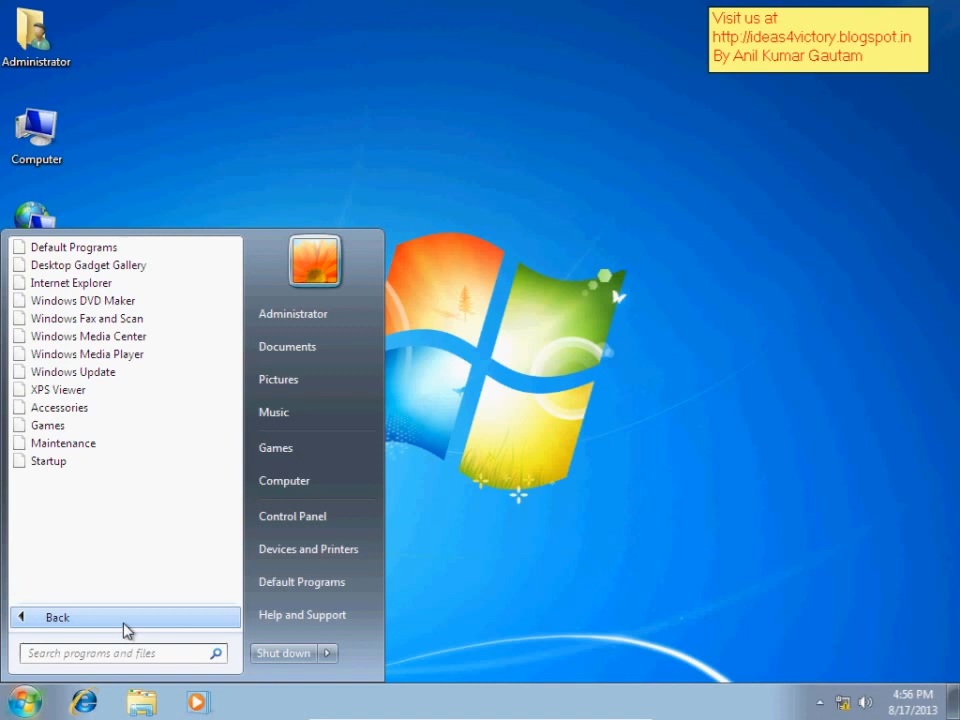 Visit us at
http://ideas4victory.blogspot.in
By Anil Kumar Gautam
Administrator
Computer
Default Programs
Desktop Gadget Gallery
Internet Explorer
Windows DVD Maker
Windows Fax and Scan
Windows Media Center
Windows Media Player
Windows Update
XPS Viewer
Accessories
Games
Maintenance
Startup
Back
Search programs and files
Administrator
Documents
Pictures
Music
Games
Computer
Control Panel
Devices and Printers
Default Programs
Help and Support
Shut down
4:56 PM
8/17/2013